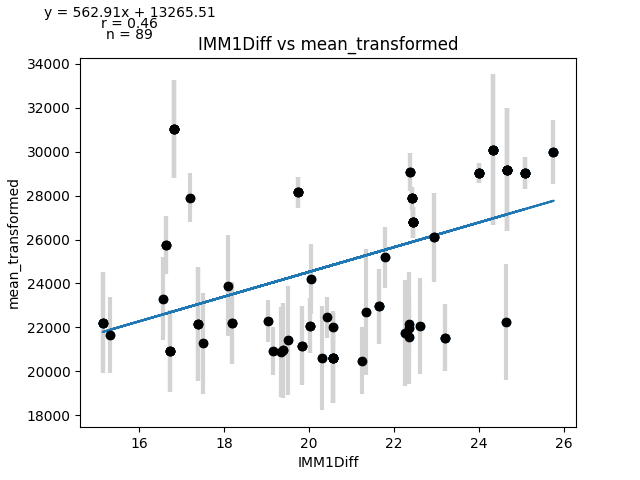 y = 562.91x + 13265.51
r = 0.46
n = 89
IMM1Diff vs mean_transformed
34000
32000
30000
28000
26000
24000
22000
20000
18000
mean_transformed
16
18
20
22
24
26
IMM1Diff